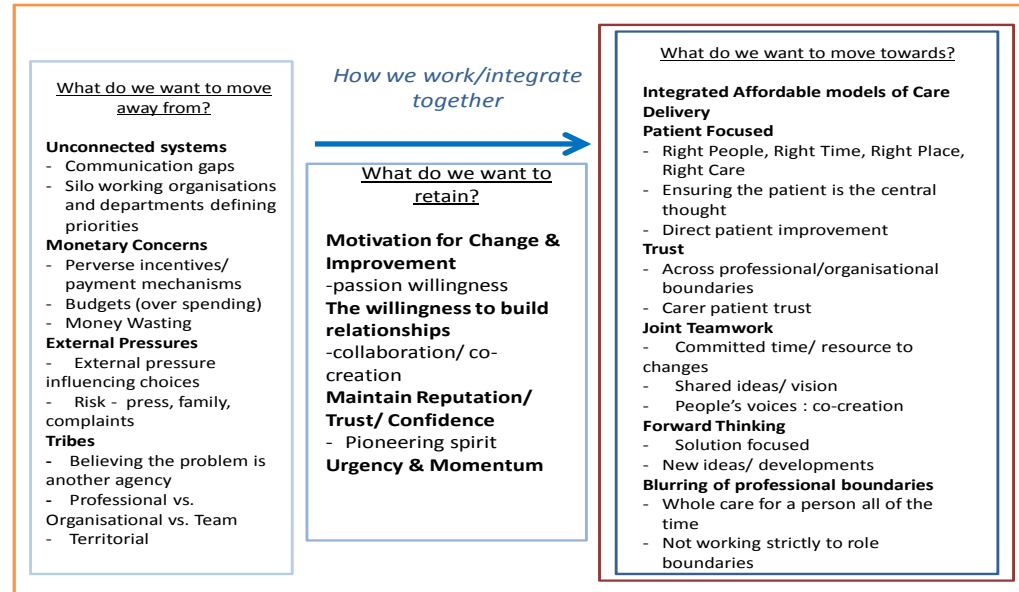 What do we want to move
away from?
Unconnected systems
- Communication gaps
- Silo working organisations
and departments defining
priorities
Monetary Concerns
- Perverse incentives/
payment mechanisms
- Budgets (over spending)
- Money Wasting
External Pressures
- External pressure
influencing choices
- Risk - press, family,
complaints
Tribes
- Believing the problem is
another agency
- Professional vs.
Organisational vs. Team
- Territorial
How we work/integrate
together
What do we want to
retain?
Motivation for Change &
Improvement
-passion willingness
The willingness to build
relationships
-collaboration/ co-
creation
Maintain Reputation/
Trust/ Confidence
- Pioneering spirit
Urgency & Momentum
What do we want to move towards?
Integrated Affordable models of Care
Delivery
Patient Focused
- Right People, Right Time, Right Place,
Right Care
- Ensuring the patient is the central
thought
- Direct patient improvement
Trust
- Across professional/organisational
boundaries
- Carer patient trust
Joint Teamwork
- Committed time/ resource to
changes
- Shared ideas/ vision
- People's voices : co-creation
Forward Thinking
- Solution focused
- New ideas/ developments
Blurring of professional boundaries
- Whole care for a person all of the
time
- Not working strictly to role
boundaries